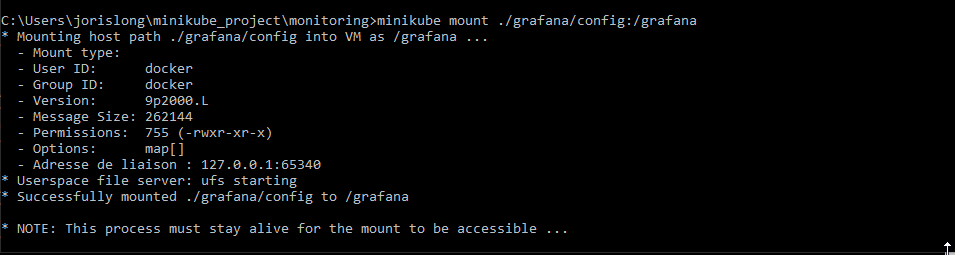 C:\Users\jorislong\minikube_project\monitoring>minikube mount ./grafana/config:/grafana
* Mounting host path ./grafana/config into VM as /grafana ...
  - Mount type:
  - User ID:      docker
  - Group ID:     docker
  - Version:      9p2000.L
  - Message Size: 262144
  - Permissions:  755 (-rwxr-xr-x)
  - Options:      map[]
  - Adresse de liaison : 127.0.0.1:65340
* Userspace file server: ufs starting
* Successfully mounted ./grafana/config to /grafana
* NOTE: This process must stay alive for the mount to be accessible ...